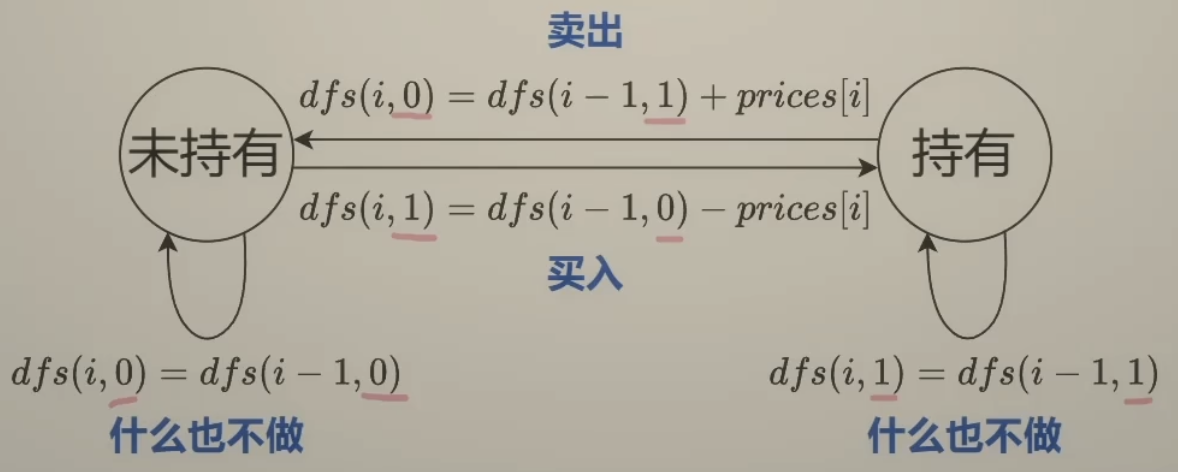 卖出
dfs(i,0) = dfs(i − 1,1) + prices[i]
未持有
持有
dfs(i,1) = dfs(i − 1,0) − prices[i]
买入
dfs(i,0) = dfs(i − 1,0)
dfs(i,1) = dfs(i − 1,1)
什么也不做
什么也不做